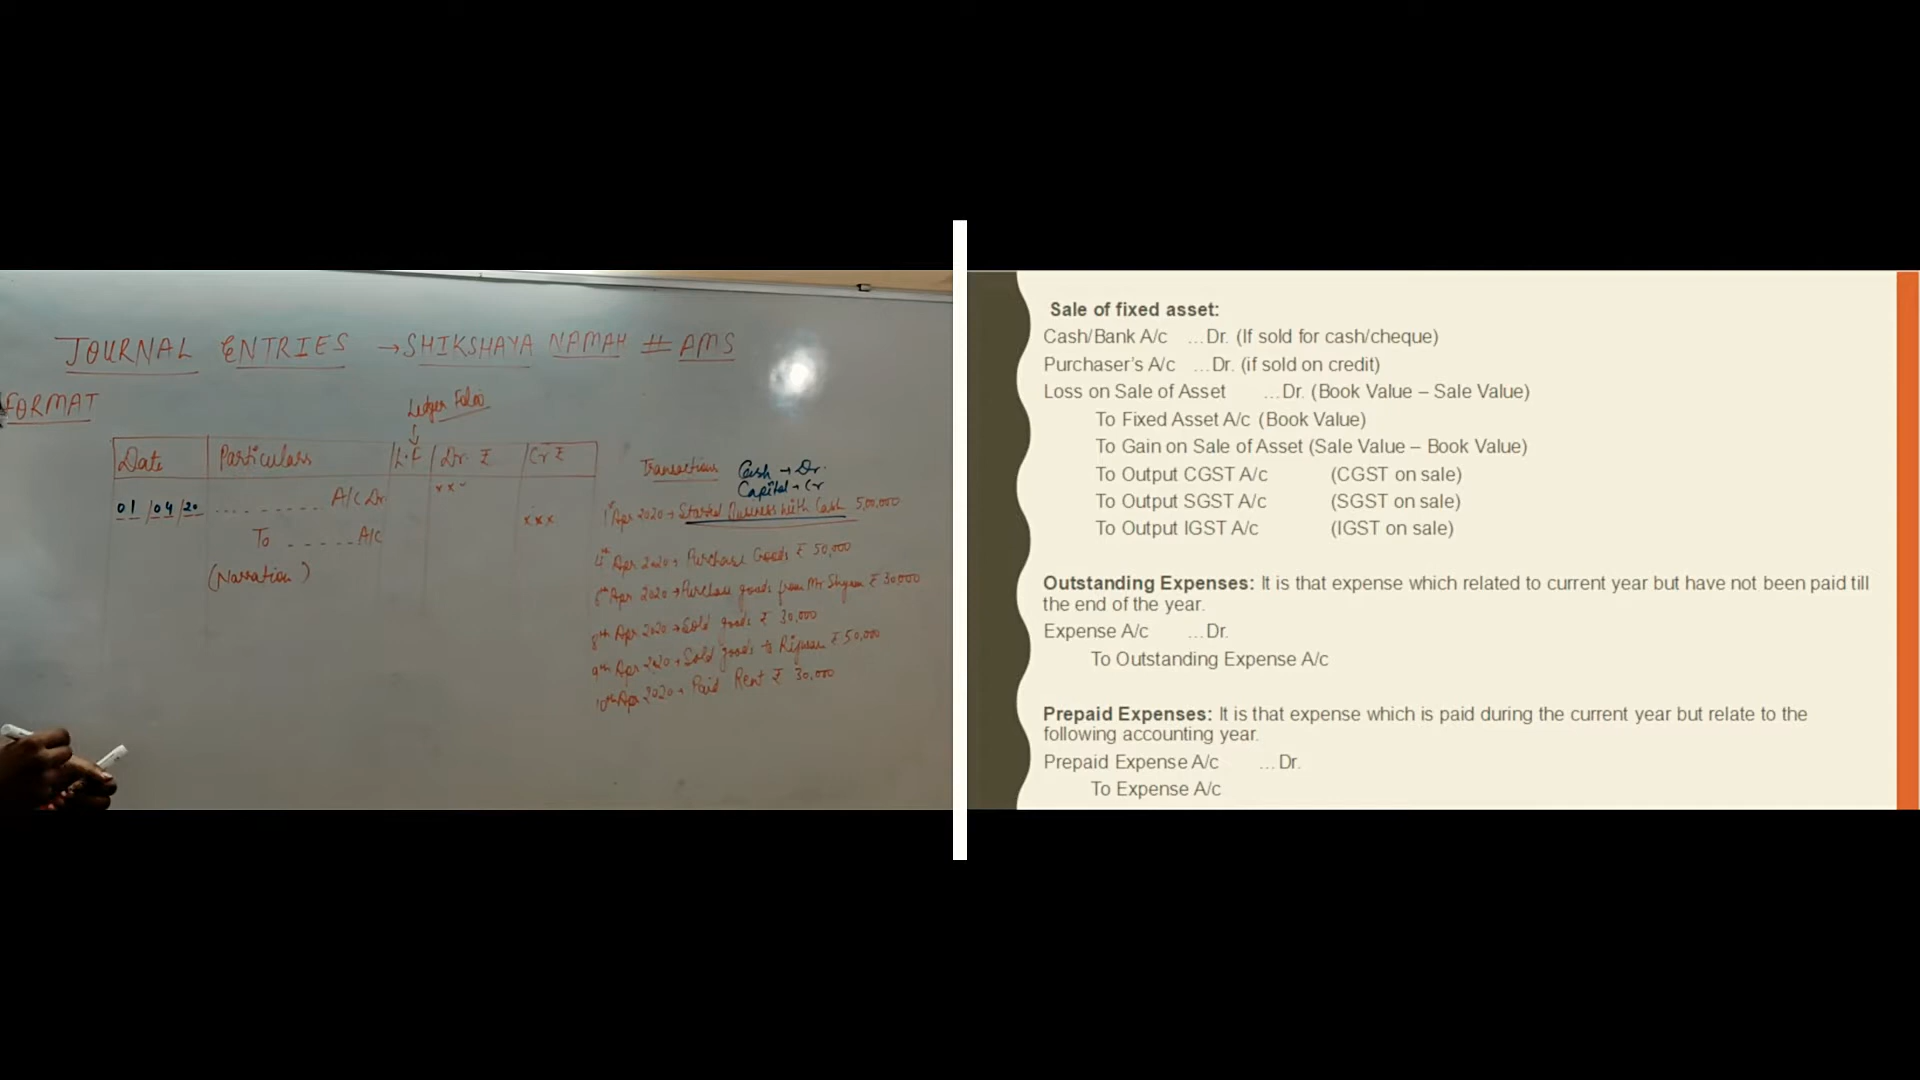 JOURNAL ENTRIES → SHIKSHAYA NAMAH # AMS
FORMAT
Ledger Folio
Date Particulars L.F Dr. ₹ Cr ₹
01/04/20 ......... A/C Dr xxx
To _ _ _ _ _ A/C xxx
(Narration)
Transactions Cash → Dr.
Capital → Cr
1st Apr 2020 → Started Business with Cash 5,00,000
4th Apr 2020 → Purchase Goods ₹ 50,000
6th Apr 2020 → Purchase goods from Mr Shyam ₹ 30,000
8th Apr 2020 → Sold goods ₹ 30,000
9th Apr 2020 → Sold goods to ₹ 50,000
10th Apr 2020 → Paid Rent ₹ 30,000
Sale of fixed asset:
Cash/Bank A/c ...Dr. (If sold for cash/cheque)
Purchaser's A/c ...Dr. (if sold on credit)
Loss on Sale of Asset ...Dr. (Book Value – Sale Value)
To Fixed Asset A/c (Book Value)
To Gain on Sale of Asset (Sale Value – Book Value)
To Output CGST A/c (CGST on sale)
To Output SGST A/c (SGST on sale)
To Output IGST A/c (IGST on sale)
Outstanding Expenses: It is that expense which related to current year but have not been paid till
the end of the year.
Expense A/c ...Dr.
To Outstanding Expense A/c
Prepaid Expenses: It is that expense which is paid during the current year but relate to the
following accounting year.
Prepaid Expense A/c ...Dr.
To Expense A/c